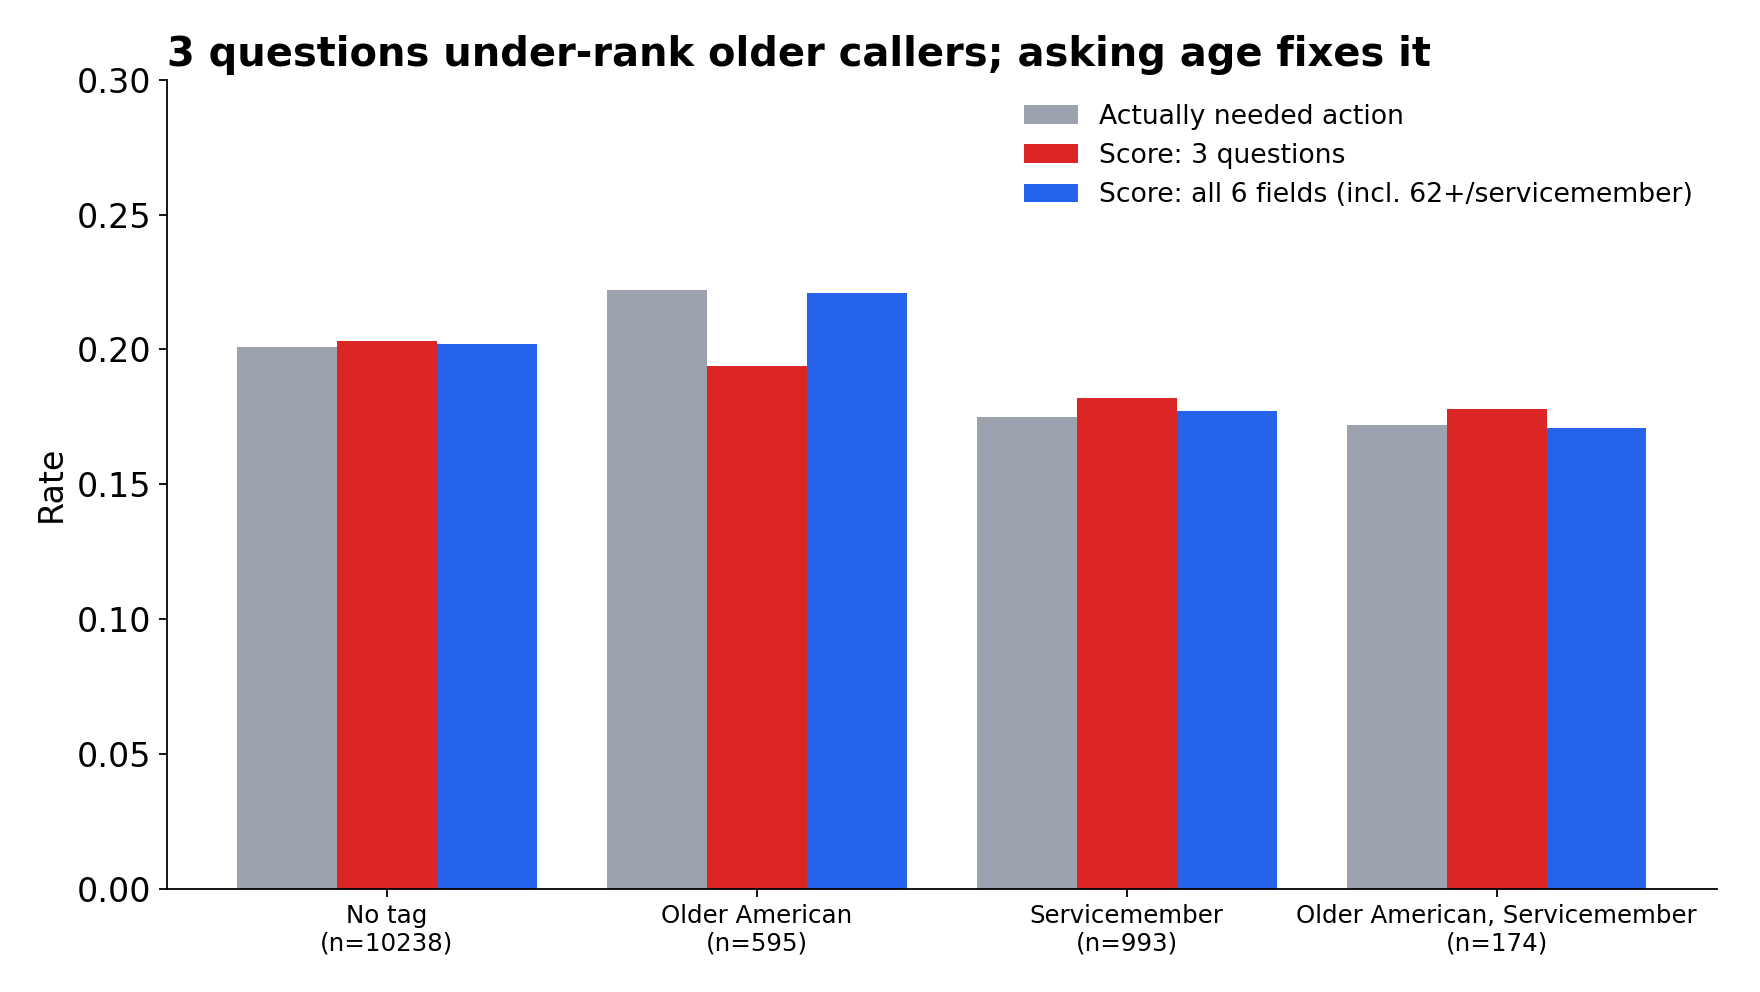 3 questions under-rank older callers; asking age fixes it
Actually needed action
Score: 3 questions
Score: all 6 fields (incl. 62+/servicemember)
Rate
0.30
0.25
0.20
0.15
0.10
0.05
0.00
No tag
(n=10238)
Older American
(n=595)
Servicemember
(n=993)
Older American, Servicemember
(n=174)